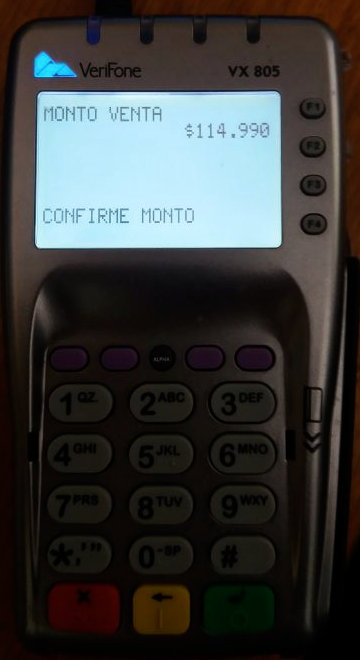 VeriFone
VX 805
MONTO VENTA
$114.990
CONFIRME MONTO
F1
F2
F3
F4
ALPHA
1 QZ.
2 ABC
3 DEF
4 GHI
5 JKL
6 MNO
7 PRS
8 TUV
9 WXY
*,'"
0 -SP
#